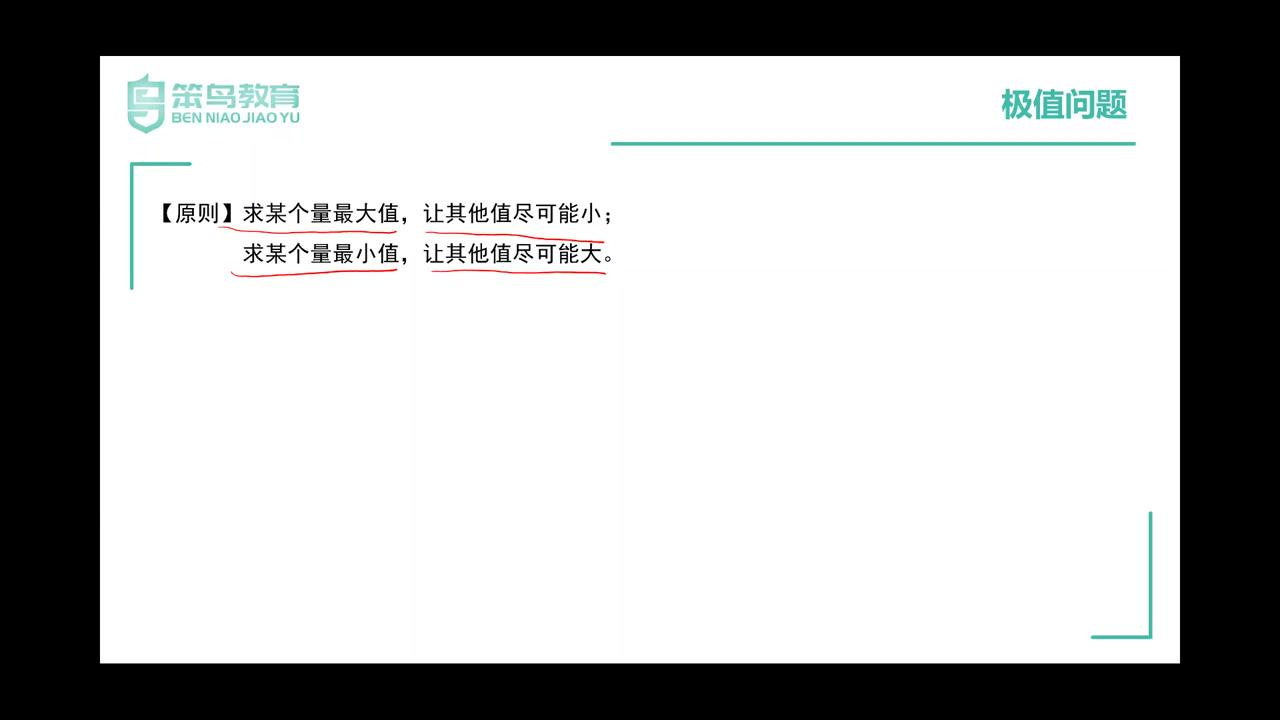 笨鸟教育
BEN NIAO JIAO YU
极值问题
【原则】求某个量最大值，让其他值尽可能小；
求某个量最小值，让其他值尽可能大。